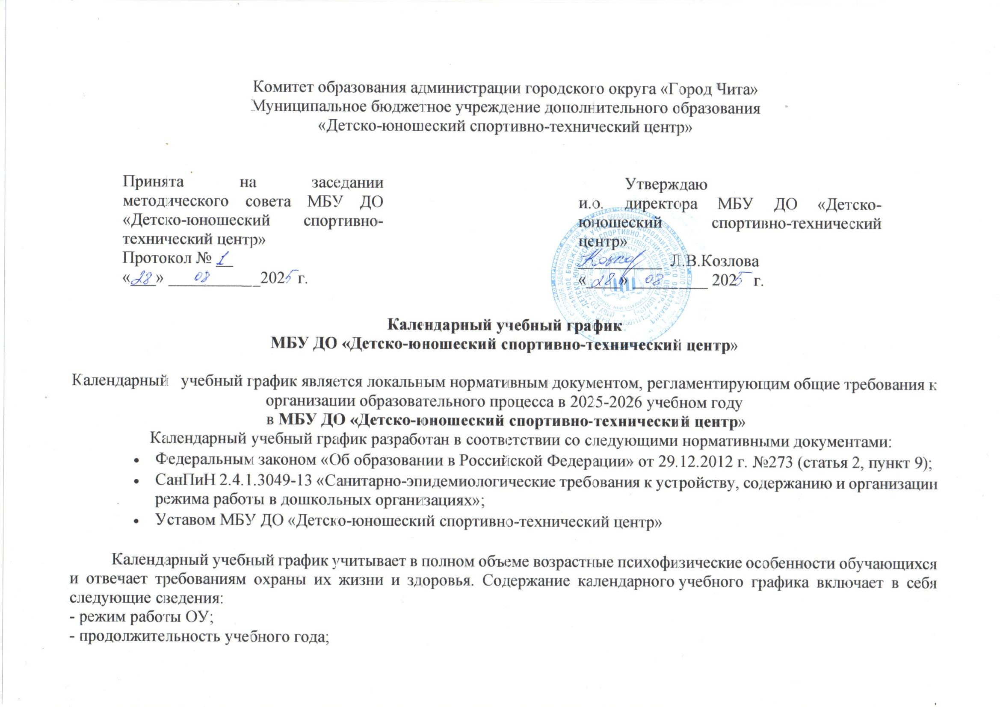 Комитет образования администрации городского округа «Город Чита»
Муниципальное бюджетное учреждение дополнительного образования
«Детско-юношеский спортивно-технический центр»
Принята на заседании
методического совета МБУ ДО
«Детско-юношеский спортивно-
технический центр»
Протокол № 1
«28» 08 2025 г.
Утверждаю
и.о. директора МБУ ДО «Детско-
юношеский спортивно-технический
центр»
Л.В.Козлова
«28» 08 2025 г.
Календарный учебный график
МБУ ДО «Детско-юношеский спортивно-технический центр»
Календарный учебный график является локальным нормативным документом, регламентирующим общие требования к
организации образовательного процесса в 2025-2026 учебном году
в МБУ ДО «Детско-юношеский спортивно-технический центр»
Календарный учебный график разработан в соответствии со следующими нормативными документами:
• Федеральным законом «Об образовании в Российской Федерации» от 29.12.2012 г. №273 (статья 2, пункт 9);
• СанПиН 2.4.1.3049-13 «Санитарно-эпидемиологические требования к устройству, содержанию и организации
режима работы в дошкольных организациях»;
• Уставом МБУ ДО «Детско-юношеский спортивно-технический центр»
Календарный учебный график учитывает в полном объеме возрастные психофизические особенности обучающихся
и отвечает требованиям охраны их жизни и здоровья. Содержание календарного учебного графика включает в себя
следующие сведения:
- режим работы ОУ;
- продолжительность учебного года;